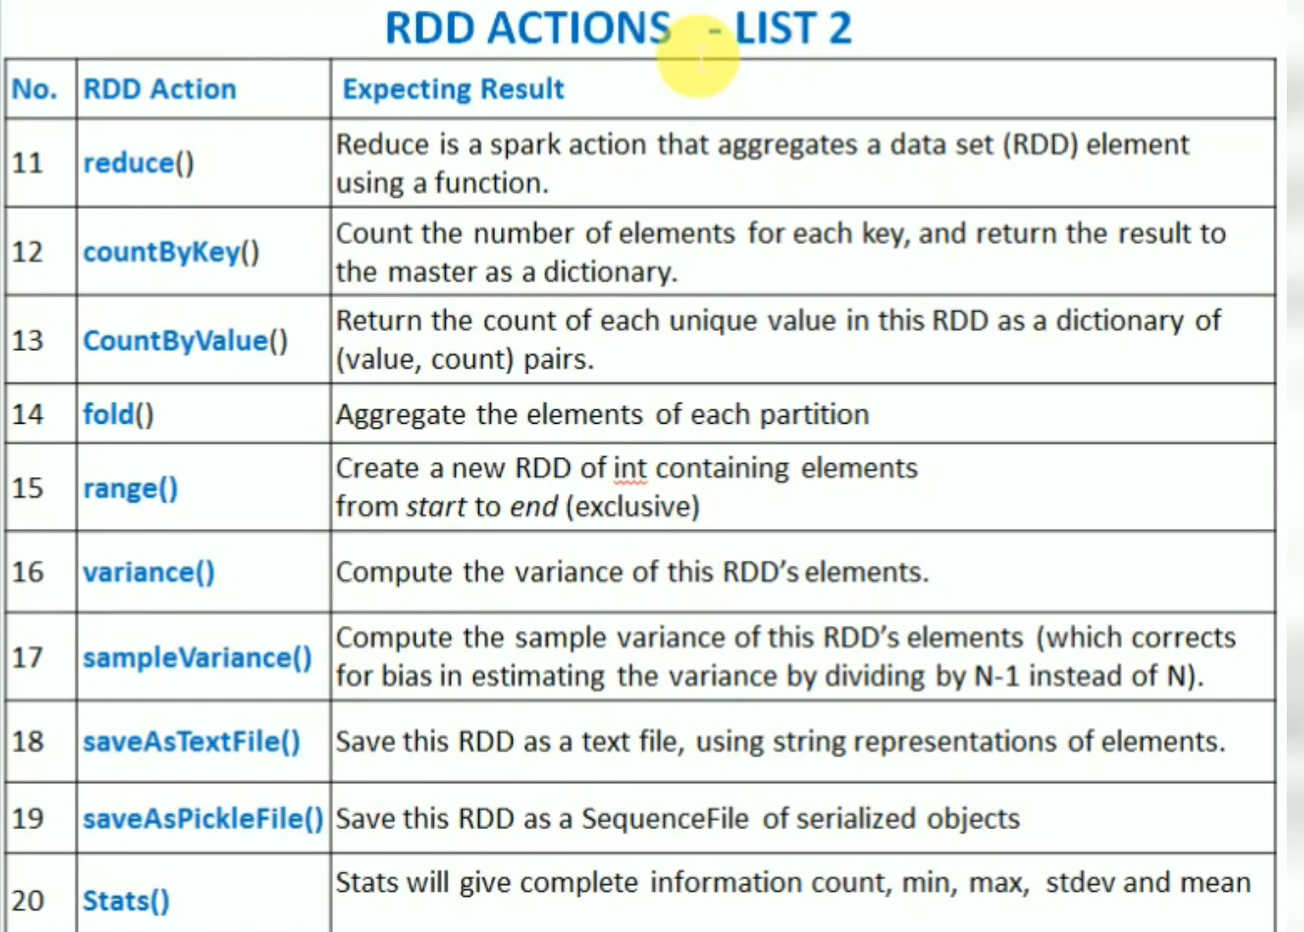 RDD ACTIONS - LIST 2
No. RDD Action Expecting Result
11 reduce() Reduce is a spark action that aggregates a data set (RDD) element
using a function.
12 countByKey() Count the number of elements for each key, and return the result to
the master as a dictionary.
13 CountByValue() Return the count of each unique value in this RDD as a dictionary of
(value, count) pairs.
14 fold() Aggregate the elements of each partition
15 range() Create a new RDD of int containing elements
from start to end (exclusive)
16 variance() Compute the variance of this RDD’s elements.
17 sampleVariance() Compute the sample variance of this RDD’s elements (which corrects
for bias in estimating the variance by dividing by N-1 instead of N).
18 saveAsTextFile() Save this RDD as a text file, using string representations of elements.
19 saveAsPickleFile() Save this RDD as a SequenceFile of serialized objects
20 Stats() Stats will give complete information count, min, max, stdev and mean